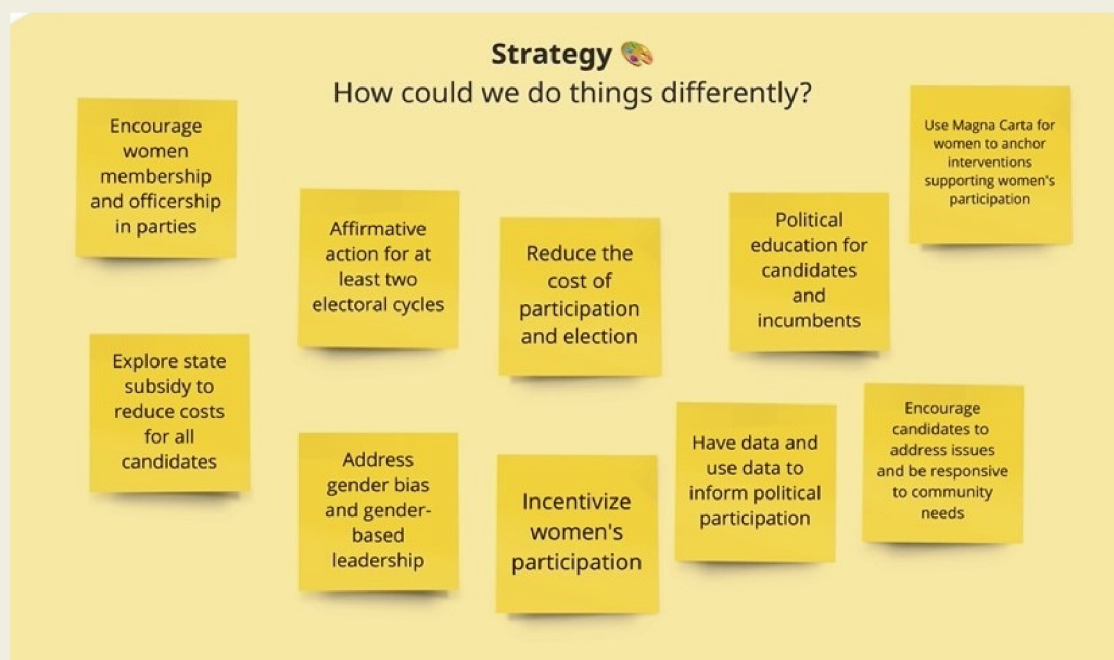 Strategy 🎨
How could we do things differently?
Encourage
women
membership
and officership
in parties
Affirmative
action for at
least two
electoral cycles
Reduce the
cost of
participation
and election
Political
education for
candidates
and
incumbents
Use Magna Carta for
women to anchor
interventions
supporting women's
participation
Explore state
subsidy to
reduce costs
for all
candidates
Address
gender bias
and gender-
based
leadership
Incentivize
women's
participation
Have data and
use data to
inform political
participation
Encourage
candidates to
address issues
and be responsive
to community
needs